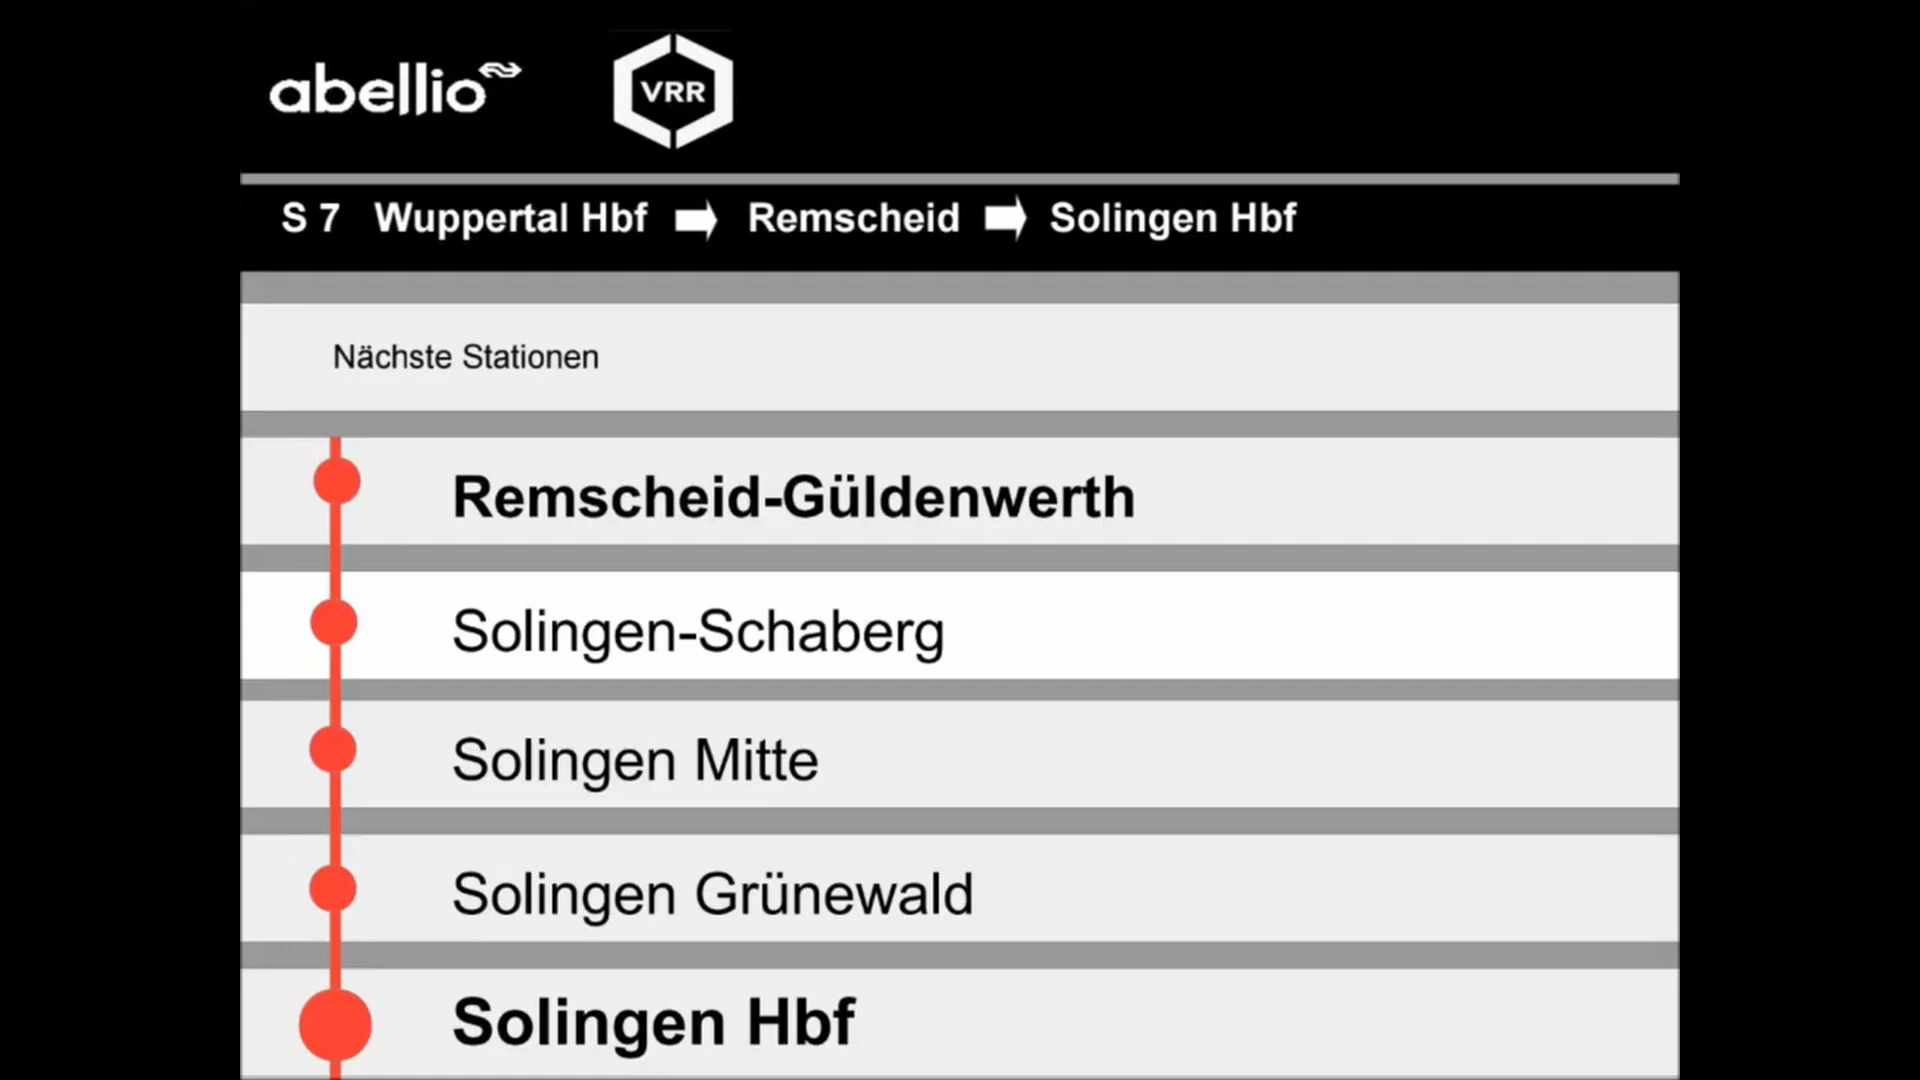 abellio VRR
S 7 Wuppertal Hbf Remscheid Solingen Hbf
Nächste Stationen
Remscheid-Güldenwerth
Solingen-Schaberg
Solingen Mitte
Solingen Grünewald
Solingen Hbf